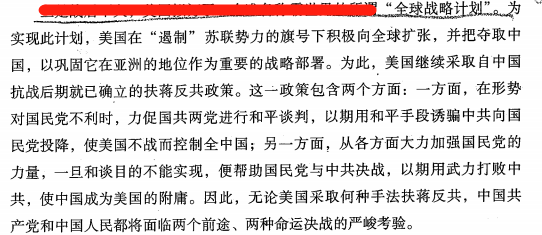 “全球战略计划”。为
实现此计划，美国在“遏制”苏联势力的旗号下积极向全球扩张，并把夺取中
国，以巩固它在亚洲的地位作为重要的战略部署。为此，美国继续采取自中国
抗战后期就已确立的扶蒋反共政策。这一政策包含两个方面：一方面，在形势
对国民党不利时，力促国共两党进行和平谈判，以期用和平手段诱骗中共向国
民党投降，使美国不战而控制全中国；另一方面，从各方面大力加强国民党的
力量，一旦和谈目的不能实现，便帮助国民党与中共决战，以期用武力打败中
共，使中国成为美国的附庸。因此，无论美国采取何种手法扶蒋反共，中国共
产党和中国人民都将面临两个前途、两种命运决战的严峻考验。